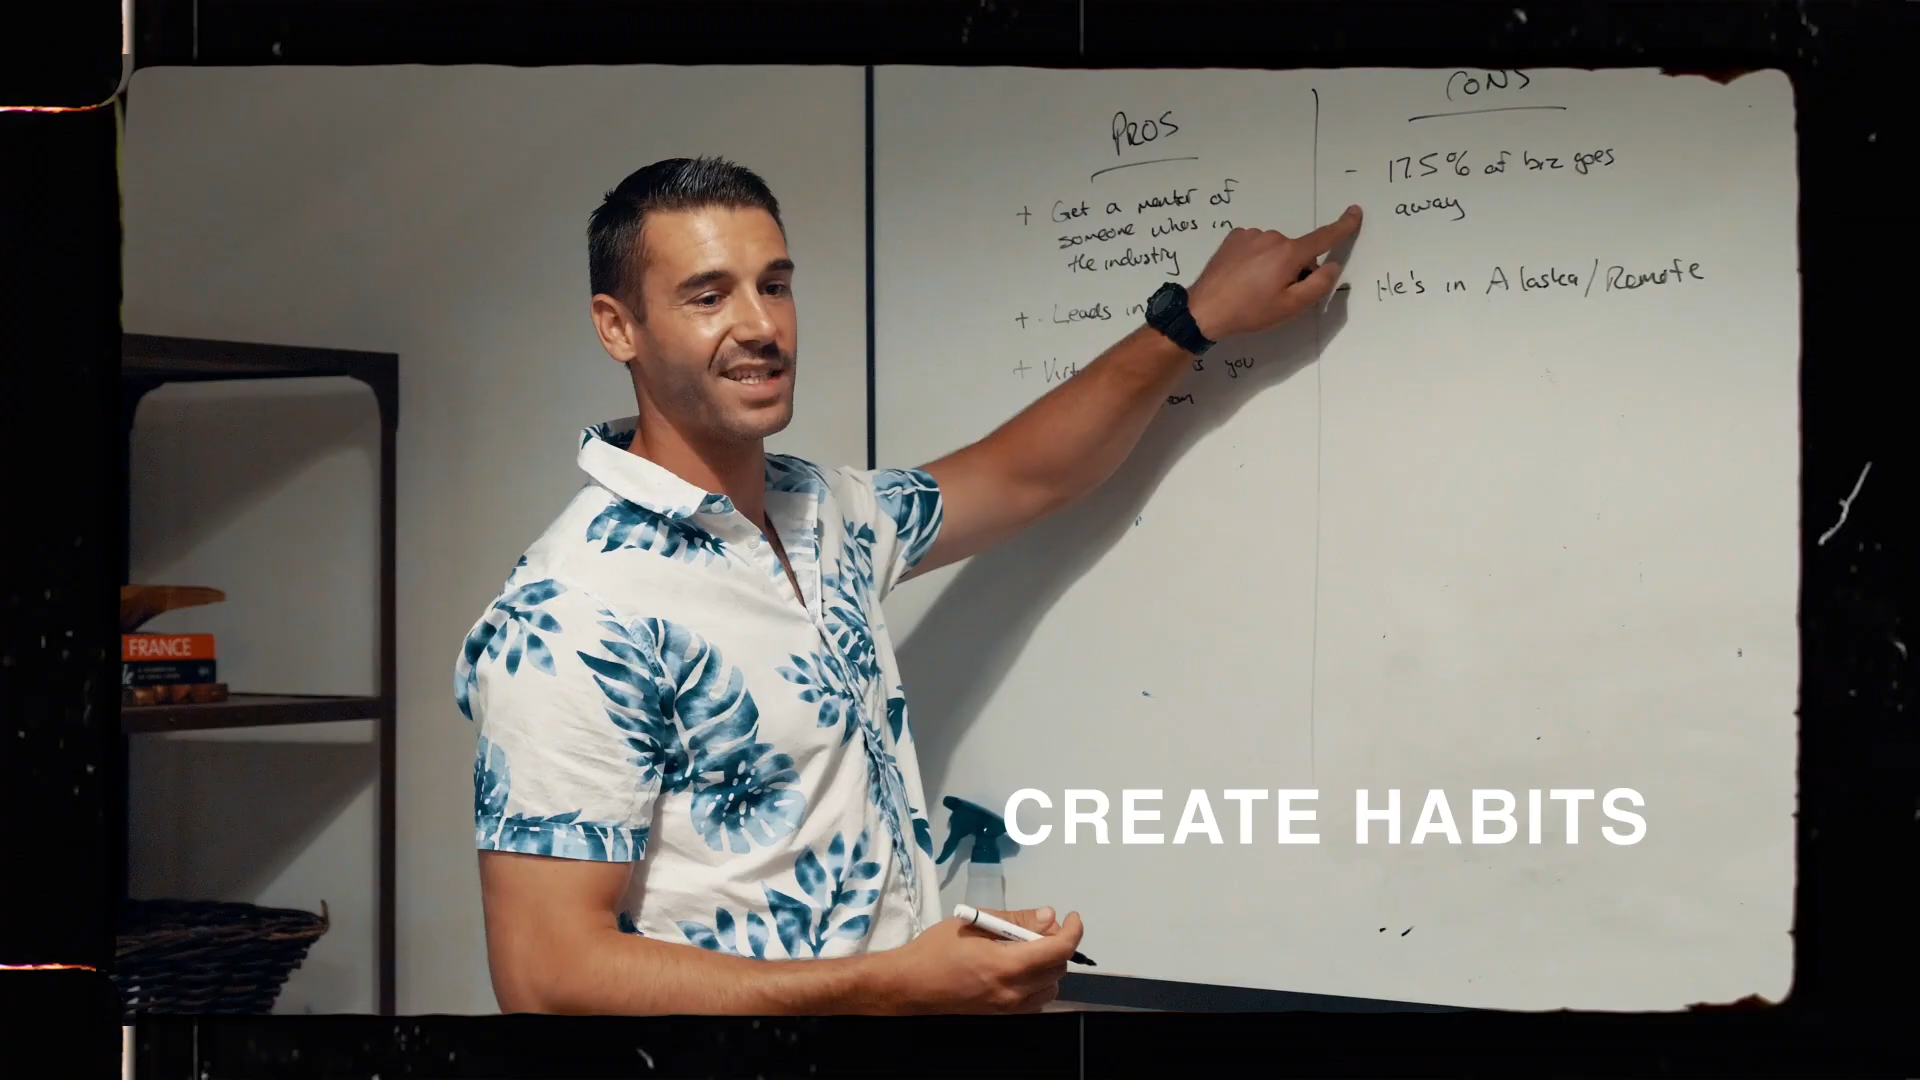 PROS
+ Get a mentor of
someone whos in
the industry
+ Leads in
+
is you
CONS
- 17.5% of biz goes
away
- He's in Alaska/Remote
FRANCE
CREATE HABITS